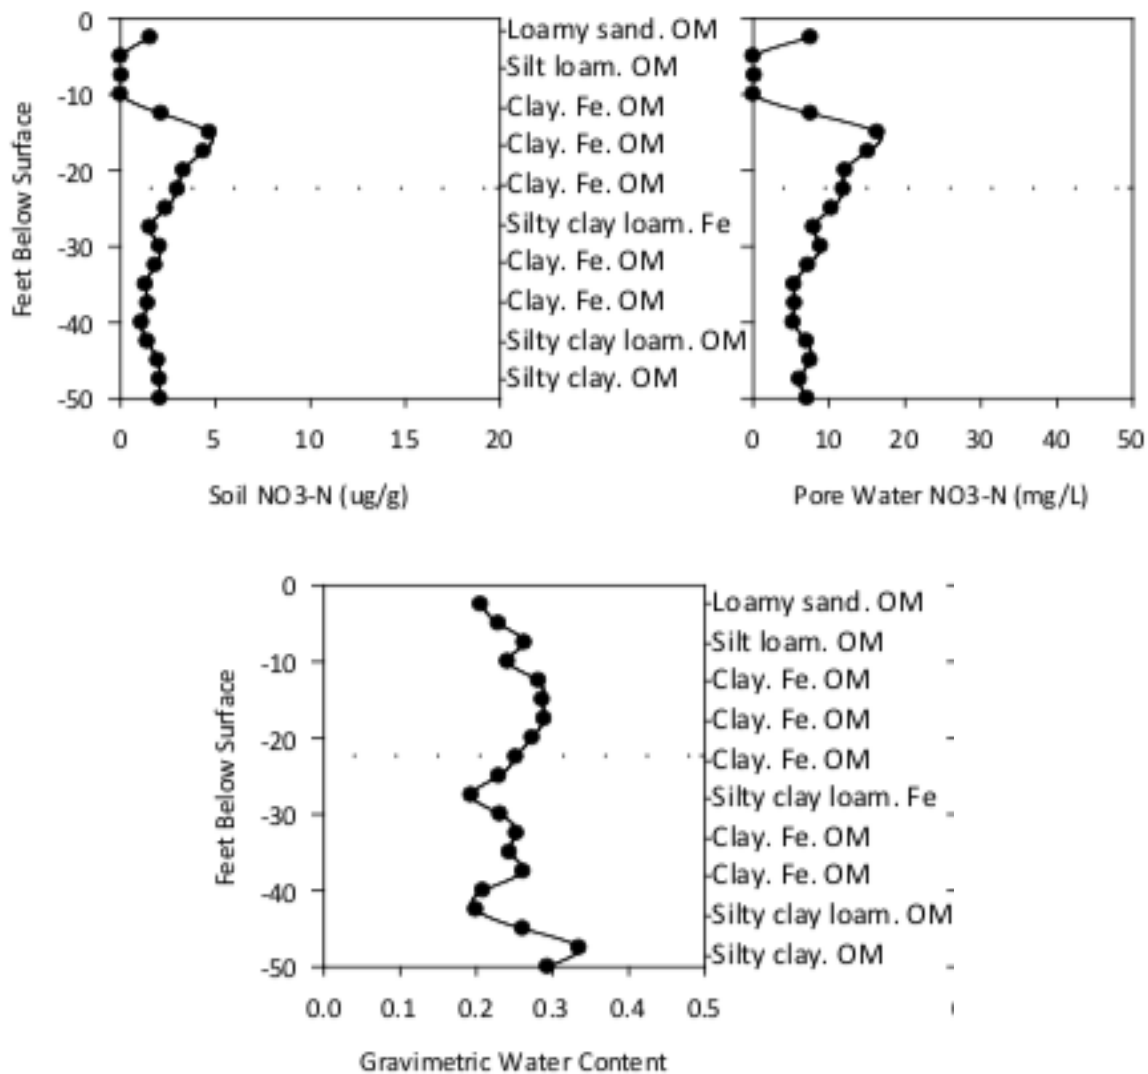 0
-10
-20
-30
-40
-50
Feet Below Surface
0 5 10 15 20
Soil NO3-N (ug/g)
Loamy sand. OM
Silt loam. OM
Clay. Fe. OM
Clay. Fe. OM
Clay. Fe. OM
Silty clay loam. Fe
Clay. Fe. OM
Clay. Fe. OM
Silty clay loam. OM
Silty clay. OM
0 10 20 30 40 50
Pore Water NO3-N (mg/L)
0
-10
-20
-30
-40
-50
Feet Below Surface
0.0 0.1 0.2 0.3 0.4 0.5
Gravimetric Water Content
Loamy sand. OM
Silt loam. OM
Clay. Fe. OM
Clay. Fe. OM
Clay. Fe. OM
Silty clay loam. Fe
Clay. Fe. OM
Clay. Fe. OM
Silty clay loam. OM
Silty clay. OM